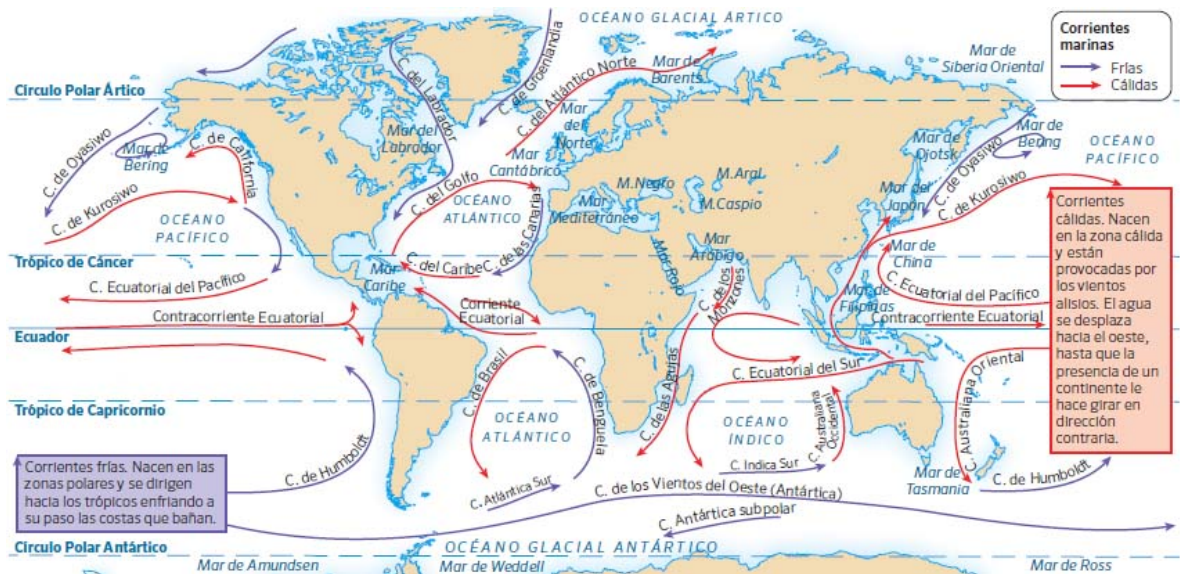 OCÉANO GLACIAL ÁRTICO
Corrientes
marinas
Frías
Cálidas
Mar de
Siberia Oriental
Mar de
Barents
C. de Groenlandia
C. del Atlántico Norte
C. del Labrador
Círculo Polar Ártico
Mar del
Labrador
Mar
del
Norte
Mar de
Bering
C. de California
C. de Oyasiwo
Mar de
Ojotsk
C. de Oyasiwo
Mar de
Bering
OCÉANO
PACÍFICO
Mar
Cantábrico
C. de Kurosiwo
C. del Golfo
OCÉANO
ATLÁNTICO
C. de las Canarias
M.Negro
M.Aral
M.Caspio
Mar
Mediterráneo
Mar del
Japón
C. de Kurosiwo
OCÉANO
PACÍFICO
Corrientes
cálidas. Nacen
en la zona cálida
y están
provocadas por
los vientos
alisios. El agua
se desplaza
hacia el oeste,
hasta que la
presencia de un
continente le
hace girar en
dirección
contraria.
Trópico de Cáncer
C. Ecuatorial del Pacífico
Mar
Caribe
C. del Caribe
Mar Rojo
Mar
Arábigo
C. de los
Monzones
Mar de
China
Mar de
Filipinas
C. Ecuatorial del Pacífico
Contracorriente Ecuatorial
Corriente
Ecuatorial
Contracorriente Ecuatorial
Ecuador
C. de Brasil
C. de Benguela
C. de las Agujas
C. Ecuatorial del Sur
C. Australiana Oriental
Trópico de Capricornio
OCÉANO
ATLÁNTICO
OCÉANO
ÍNDICO
C. Australiana
Occidental
Corrientes frías. Nacen en las
zonas polares y se dirigen
hacia los trópicos enfriando a
su paso las costas que bañan.
C. de Humboldt
C. Atlántica Sur
C. Indica Sur
Mar de
Tasmania
C. de Humboldt
C. de los Vientos del Oeste (Antártica)
C. Antártica subpolar
Círculo Polar Antártico
OCÉANO GLACIAL ANTÁRTICO
Mar de Amundsen
Mar de Weddell
Mar de Ross